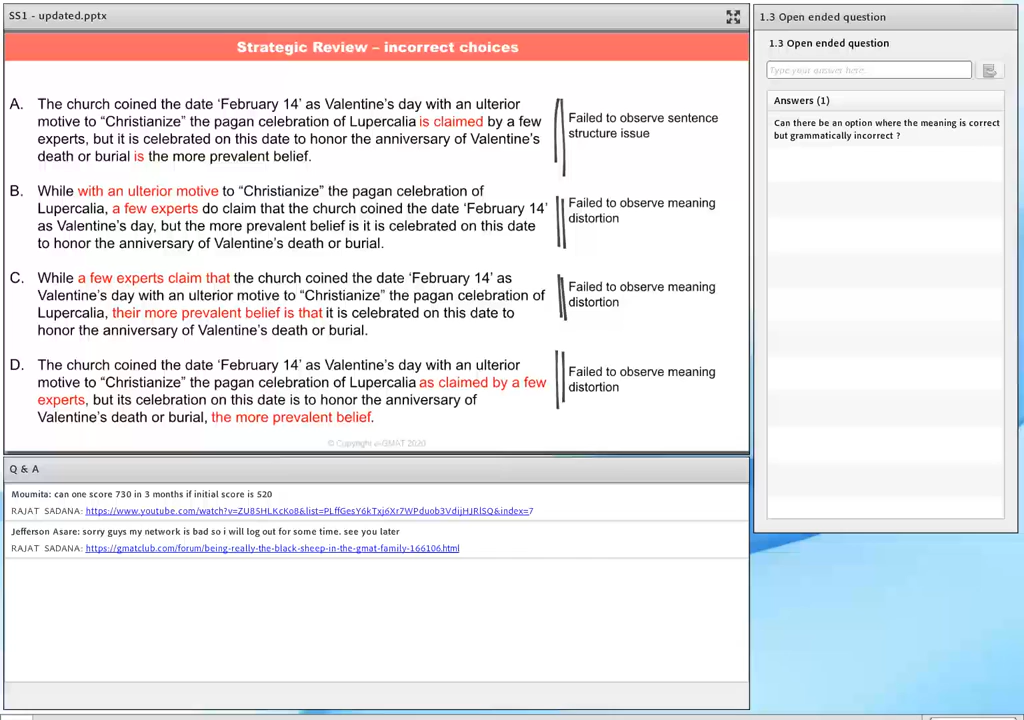 SS1 - updated.pptx
Strategic Review – incorrect choices
A. The church coined the date ‘February 14’ as Valentine’s day with an ulterior
motive to “Christianize” the pagan celebration of Lupercalia is claimed by a few
experts, but it is celebrated on this date to honor the anniversary of Valentine’s
death or burial is the more prevalent belief.
Failed to observe sentence
structure issue
B. While with an ulterior motive to “Christianize” the pagan celebration of
Lupercalia, a few experts do claim that the church coined the date ‘February 14’
as Valentine’s day, but the more prevalent belief is it is celebrated on this date
to honor the anniversary of Valentine’s death or burial.
Failed to observe meaning
distortion
C. While a few experts claim that the church coined the date ‘February 14’ as
Valentine’s day with an ulterior motive to “Christianize” the pagan celebration of
Lupercalia, their more prevalent belief is that it is celebrated on this date to
honor the anniversary of Valentine’s death or burial.
Failed to observe meaning
distortion
D. The church coined the date ‘February 14’ as Valentine’s day with an ulterior
motive to “Christianize” the pagan celebration of Lupercalia as claimed by a few
experts, but its celebration on this date is to honor the anniversary of
Valentine’s death or burial, the more prevalent belief.
Failed to observe meaning
distortion
© Copyright e-GMAT 2020
Q & A
Moumita: can one score 730 in 3 months if initial score is 520
RAJAT SADANA: https://www.youtube.com/watch?v=ZU85HLKcKo8&list=PLffGesY6kTxj6Xr7WPduob3VdijHJRlSQ&index=7
Jefferson Asare: sorry guys my network is bad so i will log out for some time. see you later
RAJAT SADANA: https://gmatclub.com/forum/being-really-the-black-sheep-in-the-gmat-family-166106.html
1.3 Open ended question
1.3 Open ended question
Type your answer here.
Answers (1)
Can there be an option where the meaning is correct
but grammatically incorrect ?